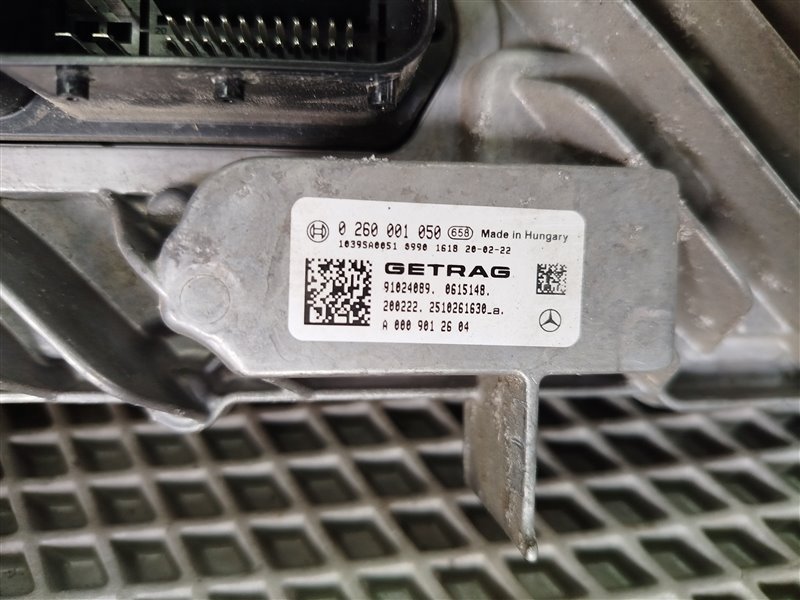 0 260 001 050 658 Made in Hungary
1039SA0051 8990 1618 20-02-22
GETRAG
91024089. 0615148.
200222. 2510261630_a.
A 000 901 26 04